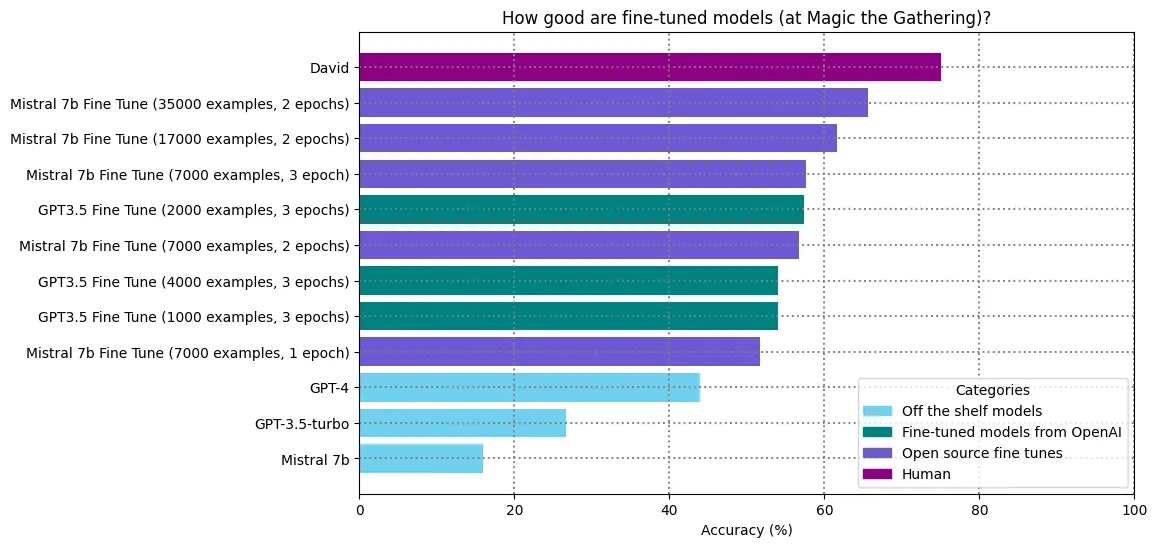 How good are fine-tuned models (at Magic the Gathering)?
David
Mistral 7b Fine Tune (35000 examples, 2 epochs)
Mistral 7b Fine Tune (17000 examples, 2 epochs)
Mistral 7b Fine Tune (7000 examples, 3 epoch)
GPT3.5 Fine Tune (2000 examples, 3 epochs)
Mistral 7b Fine Tune (7000 examples, 2 epochs)
GPT3.5 Fine Tune (4000 examples, 3 epochs)
GPT3.5 Fine Tune (1000 examples, 3 epochs)
Mistral 7b Fine Tune (7000 examples, 1 epoch)
GPT-4
GPT-3.5-turbo
Mistral 7b
Categories
Off the shelf models
Fine-tuned models from OpenAI
Open source fine tunes
Human
0 20 40 60 80 100
Accuracy (%)